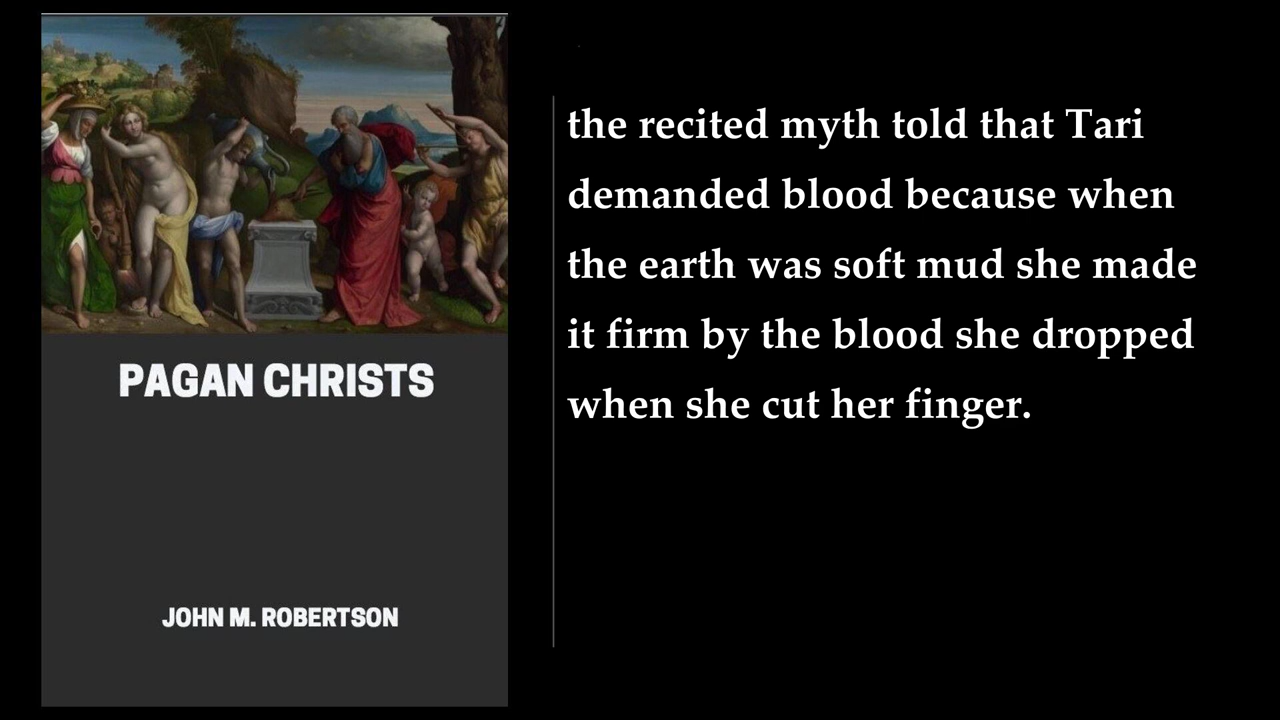 PAGAN CHRISTS
JOHN M. ROBERTSON
the recited myth told that Tari
demanded blood because when
the earth was soft mud she made
it firm by the blood she dropped
when she cut her finger.